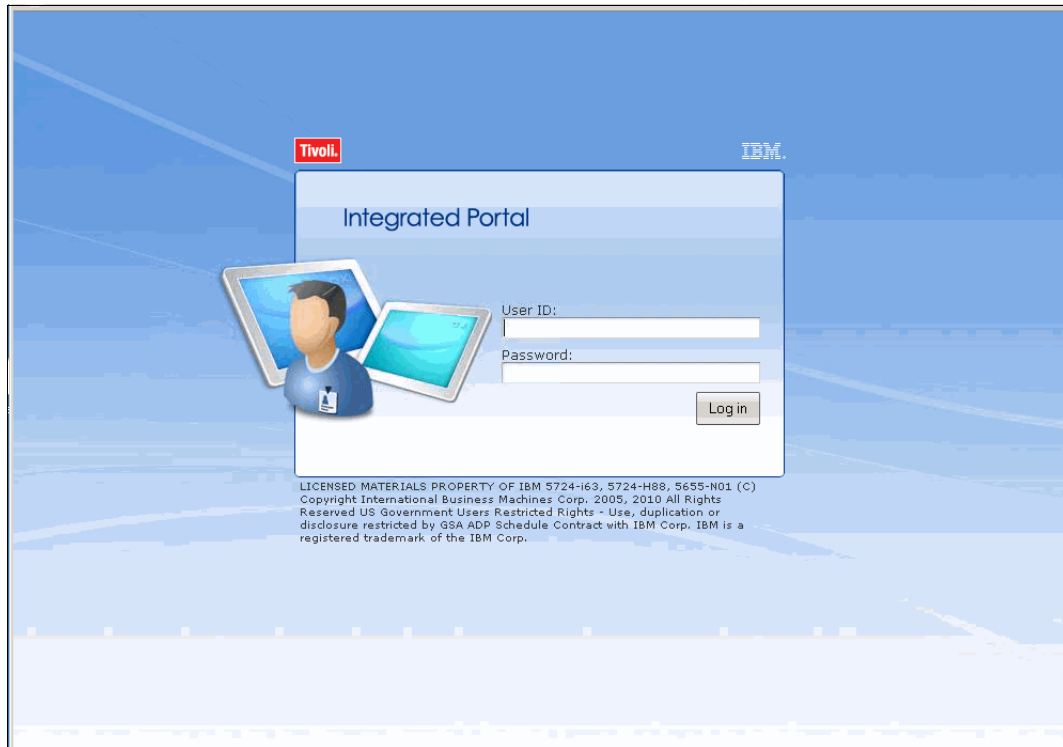 Tivoli.
IBM.
Integrated Portal
User ID:
Password:
Log in
LICENSED MATERIALS PROPERTY OF IBM 5724-i63, 5724-H88, 5655-N01 (C)
Copyright International Business Machines Corp. 2005, 2010 All Rights
Reserved US Government Users Restricted Rights - Use, duplication or
disclosure restricted by GSA ADP Schedule Contract with IBM Corp. IBM is a
registered trademark of the IBM Corp.